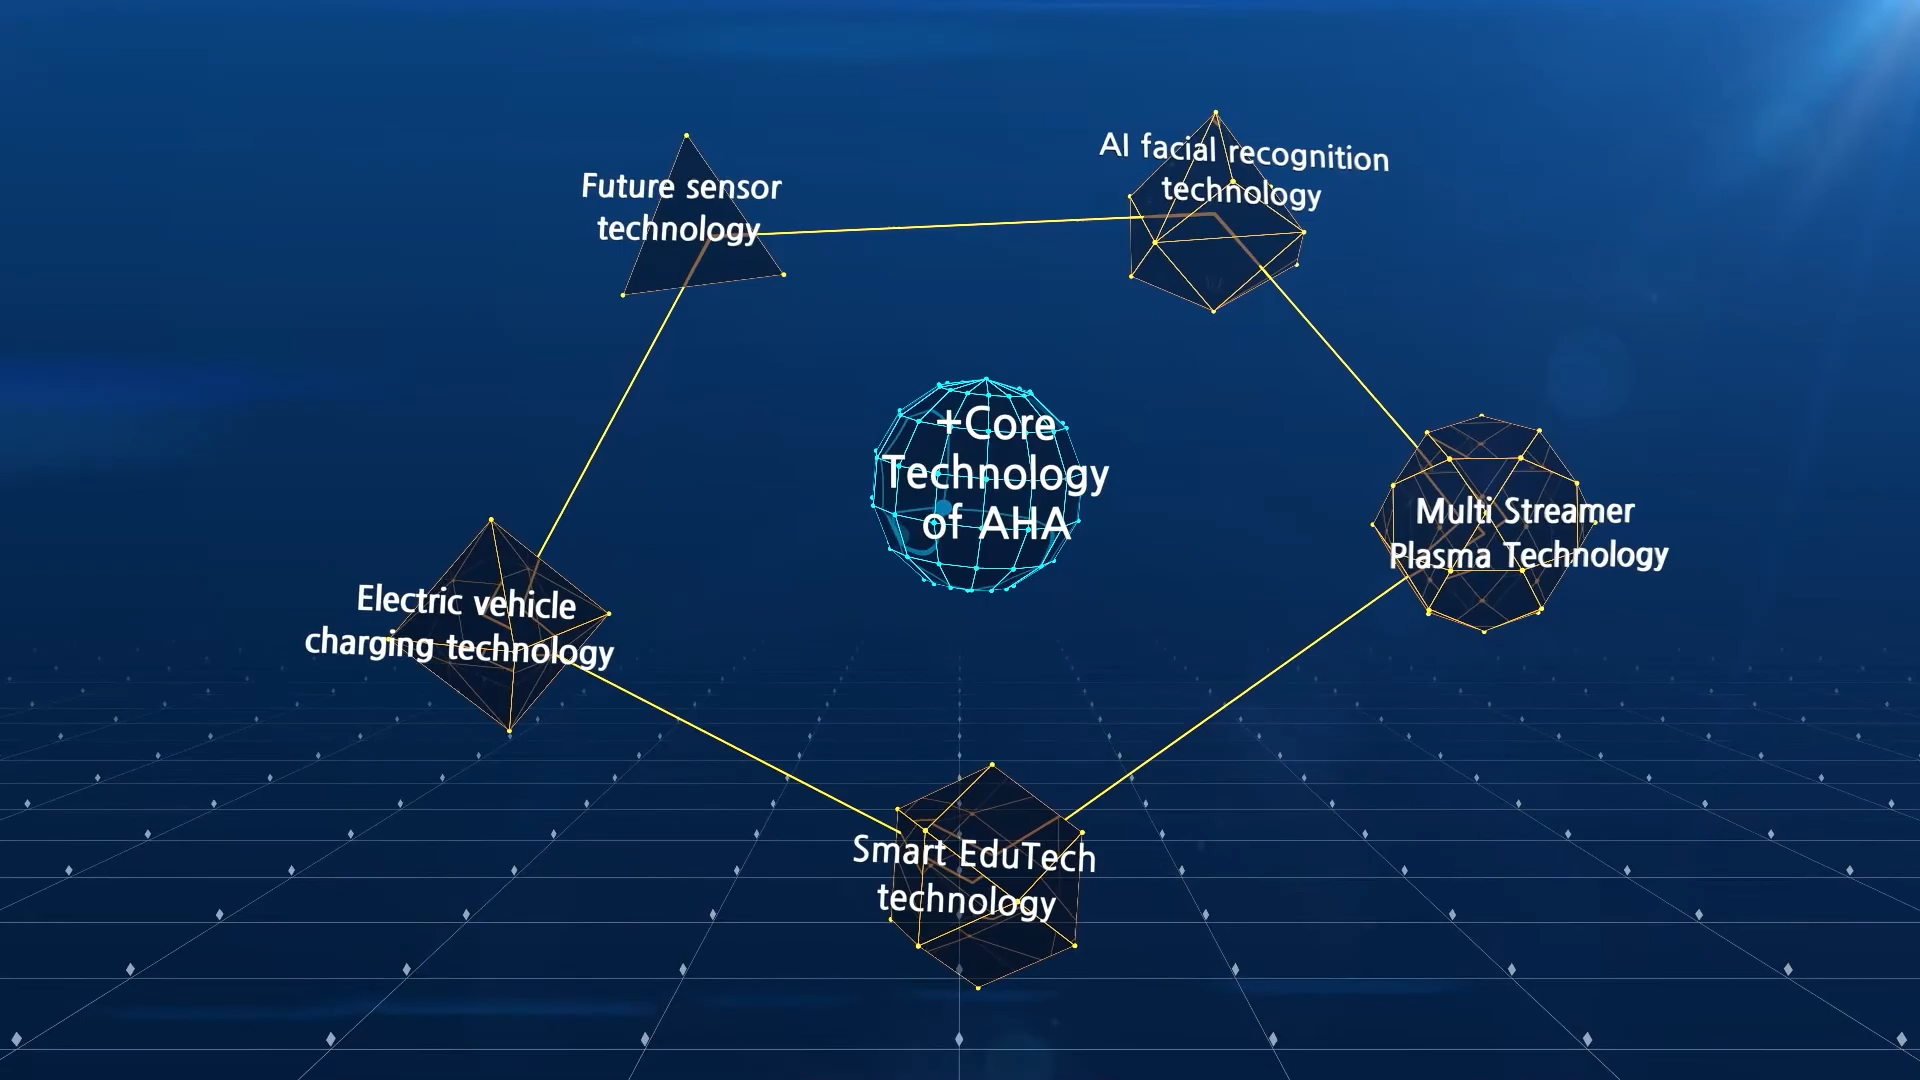 Future sensor
technology
AI facial recognition
technology
+Core
Technology
of AHA
Multi Streamer
Plasma Technology
Electric vehicle
charging technology
Smart EduTech
technology